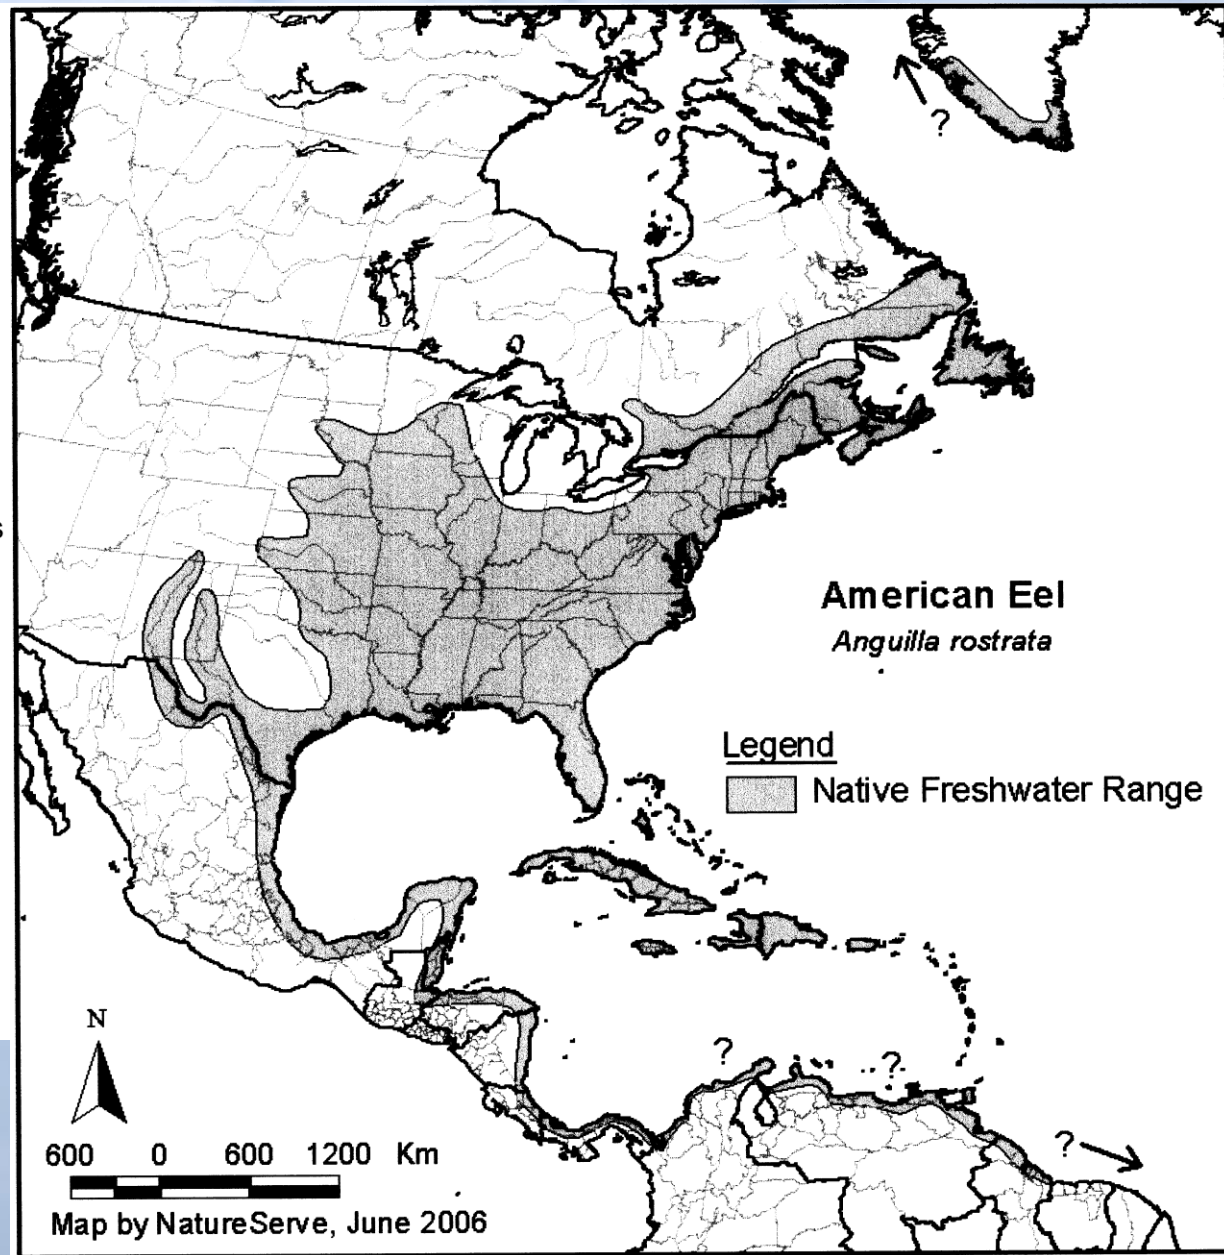 ?
American Eel
Anguilla rostrata
Legend
Native Freshwater Range
N
? ?
?
600 0 600 1200 Km
Map by NatureServe, June 2006
s